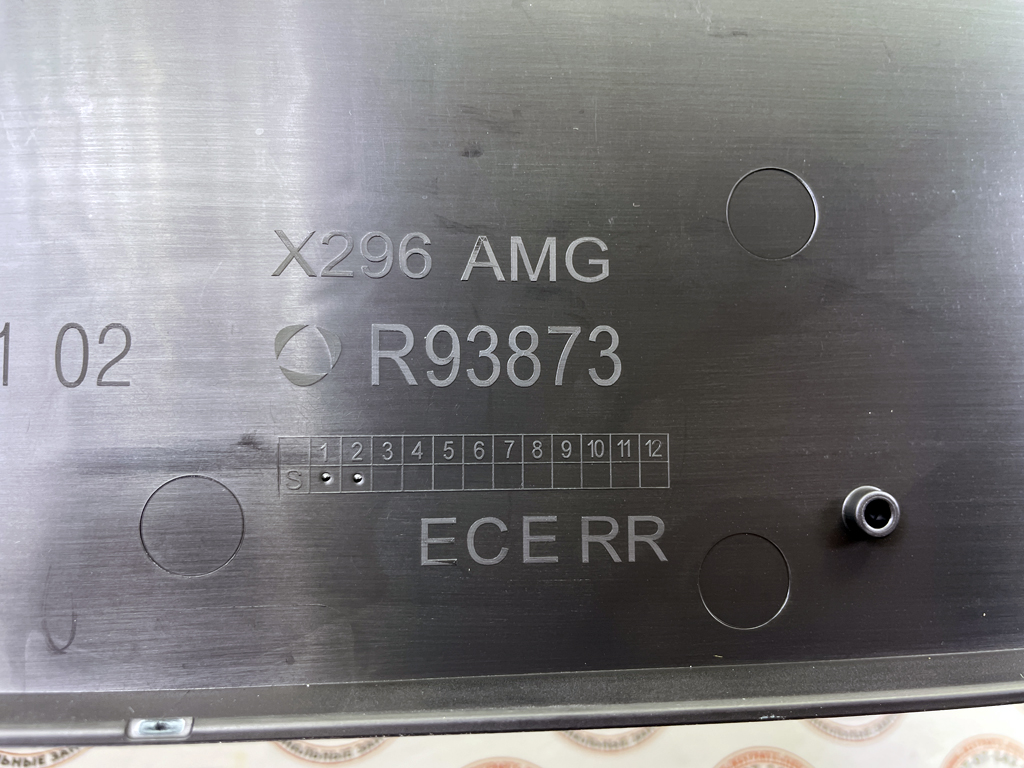 X296 AMG
1 02
R93873
1 2 3 4 5 6 7 8 9 10 11 12
S
ECE RR